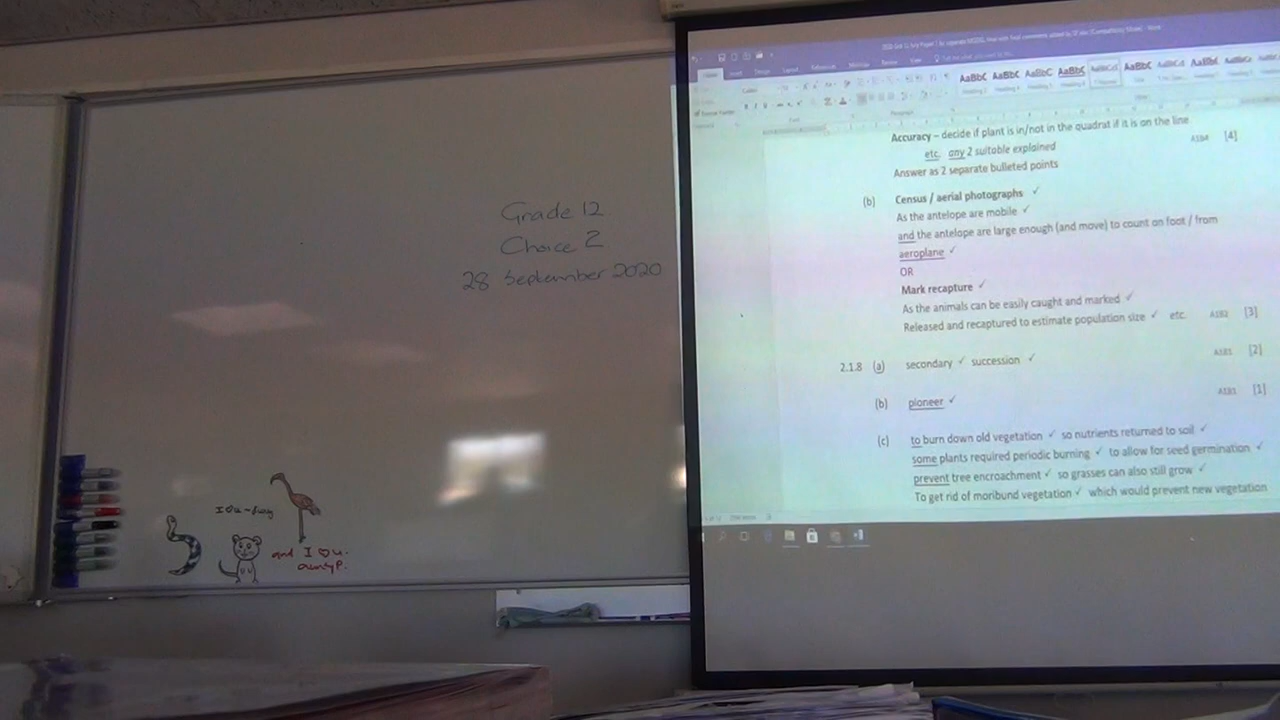 Grade 12
Choice 2
28 September 2020
and I ♡ u.
AaBbC AaBbC AaBbC AaBbC
Accuracy – decide if plant is in/not in the quadrat if it is on the line
etc. any 2 suitable explained [4]
Answer as 2 separate bulleted points
(b) Census / aerial photographs ✓
As the antelope are mobile ✓
and the antelope are large enough (and move) to count on foot / from
aeroplane ✓
OR
Mark recapture ✓
As the animals can be easily caught and marked ✓
Released and recaptured to estimate population size ✓ etc. [3]
2.1.8 (a) secondary ✓ succession ✓ [2]
(b) pioneer ✓ [1]
(c) to burn down old vegetation ✓ so nutrients returned to soil ✓
some plants required periodic burning ✓ to allow for seed germination ✓
prevent tree encroachment ✓ so grasses can also still grow ✓
To get rid of moribund vegetation ✓ which would prevent new vegetation